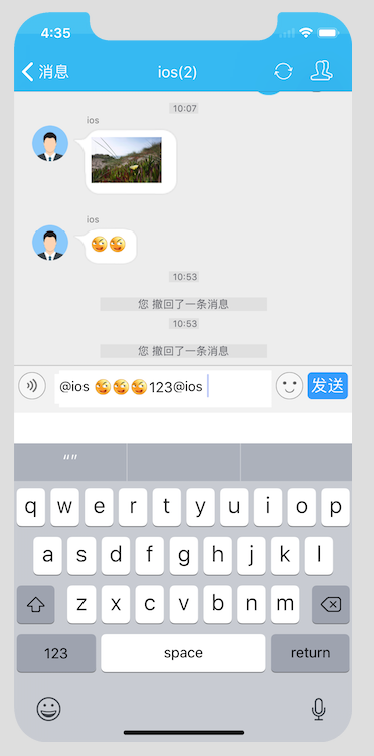 4:35
消息
ios(2)
10:07
ios
ios
10:53
您 撤回了一条消息
10:53
您 撤回了一条消息
@ios 🤪🤪🤪123@ios
发送
“”
q w e r t y u i o p
a s d f g h j k l
z x c v b n m
123 space return